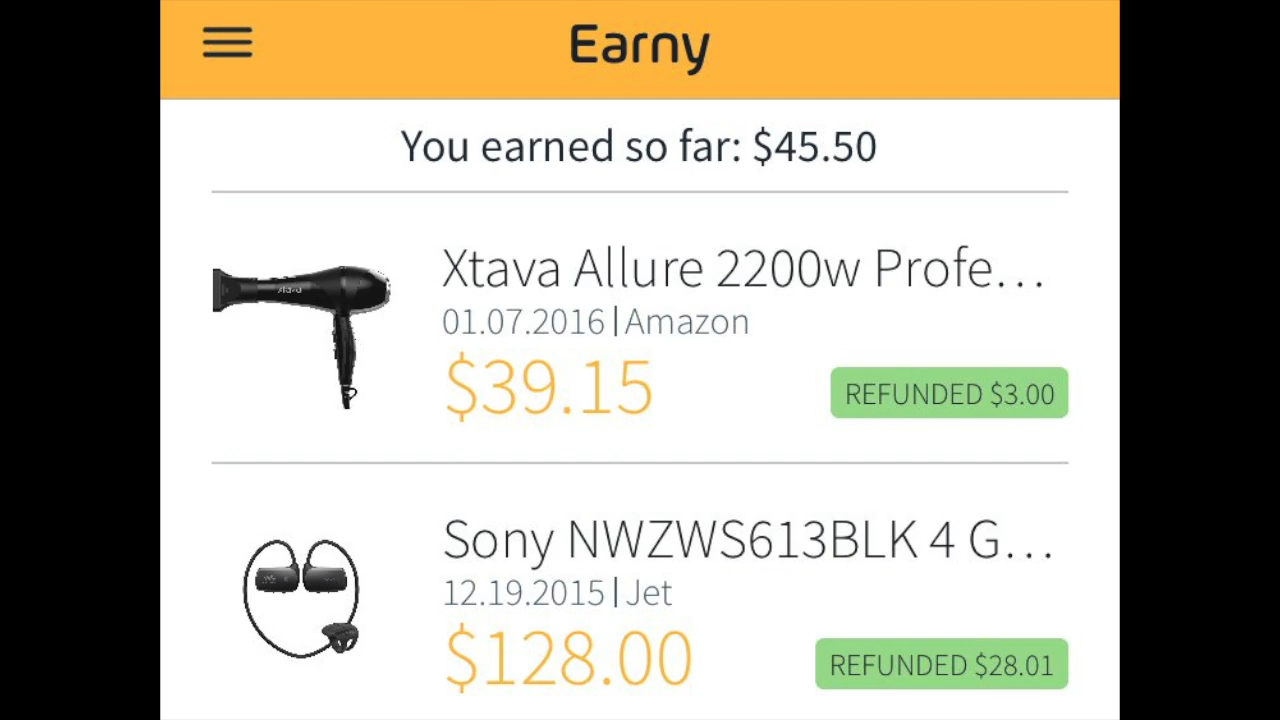 Earny
You earned so far: $45.50
Xtava Allure 2200w Profe...
01.07.2016 | Amazon
$39.15
REFUNDED $3.00
xtava
Sony NWZWS613BLK 4 G...
12.19.2015 | Jet
$128.00
REFUNDED $28.01